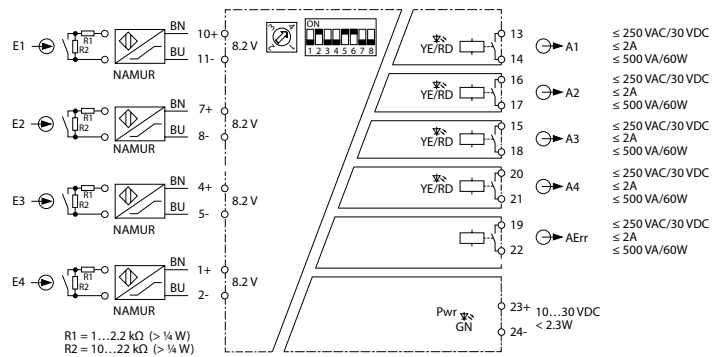 E1
R1
R2
NAMUR
BN
BU
10+
11-
8.2 V
E2
R1
R2
NAMUR
BN
BU
7+
8-
8.2 V
E3
R1
R2
NAMUR
BN
BU
4+
5-
8.2 V
E4
R1
R2
NAMUR
BN
BU
1+
2-
8.2 V
R1 = 1…2.2 kΩ (> ¼ W)
R2 = 10…22 kΩ (> ¼ W)
1 2 3 4
ON
1 2 3 4 5 6 7 8
YE/RD
13
14
A1
≤ 250 VAC/30 VDC
≤ 2A
≤ 500 VA/60W
YE/RD
16
17
A2
≤ 250 VAC/30 VDC
≤ 2A
≤ 500 VA/60W
YE/RD
15
18
A3
≤ 250 VAC/30 VDC
≤ 2A
≤ 500 VA/60W
YE/RD
20
21
A4
≤ 250 VAC/30 VDC
≤ 2A
≤ 500 VA/60W
19
22
AErr
≤ 250 VAC/30 VDC
≤ 2A
≤ 500 VA/60W
Pwr
GN
23+
24-
10…30 VDC
< 2.3W